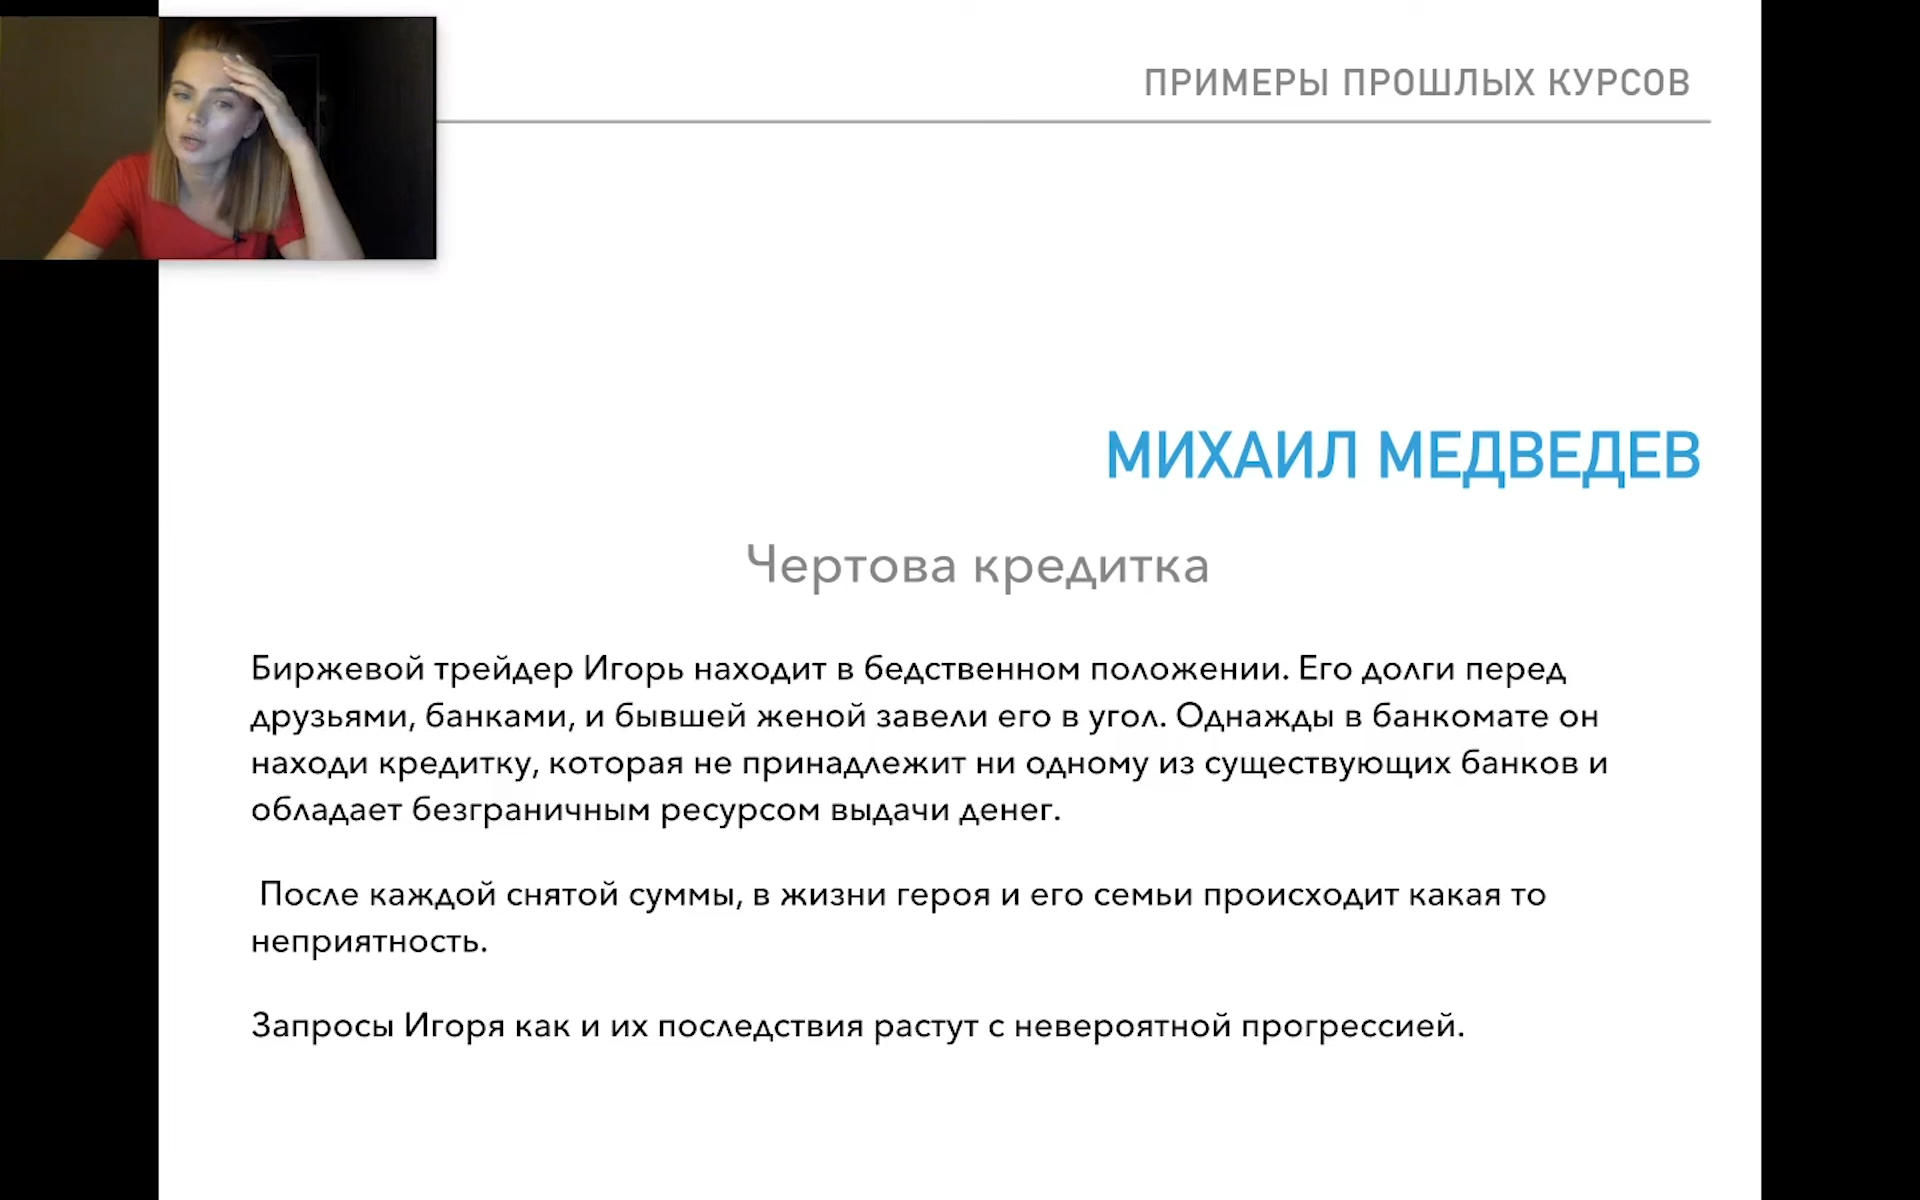 ПРИМЕРЫ ПРОШЛЫХ КУРСОВ
МИХАИЛ МЕДВЕДЕВ
Чертова кредитка
Биржевой трейдер Игорь находит в бедственном положении. Его долги перед
друзьями, банками, и бывшей женой завели его в угол. Однажды в банкомате он
находи кредитку, которая не принадлежит ни одному из существующих банков и
обладает безграничным ресурсом выдачи денег.
После каждой снятой суммы, в жизни героя и его семьи происходит какая то
неприятность.
Запросы Игоря как и их последствия растут с невероятной прогрессией.